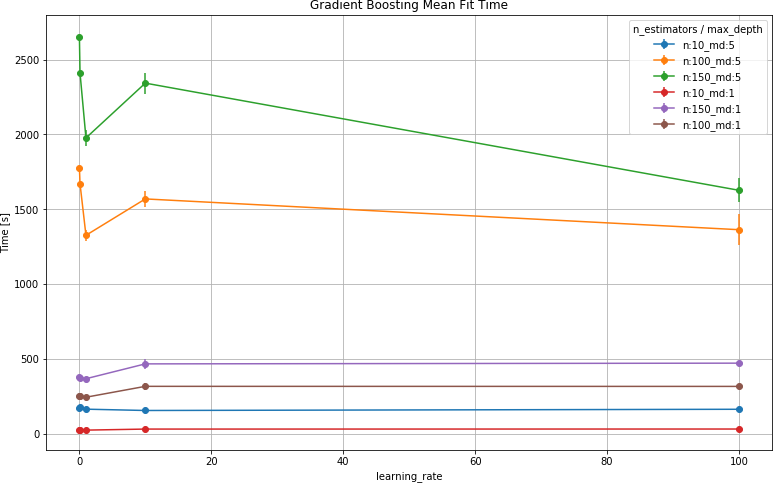 Gradient Boosting Mean Fit Time
n_estimators / max_depth
n:10_md:5
n:100_md:5
n:150_md:5
n:10_md:1
n:150_md:1
n:100_md:1
Time [s]
2500
2000
1500
1000
500
0
0 20 40 60 80 100
learning_rate